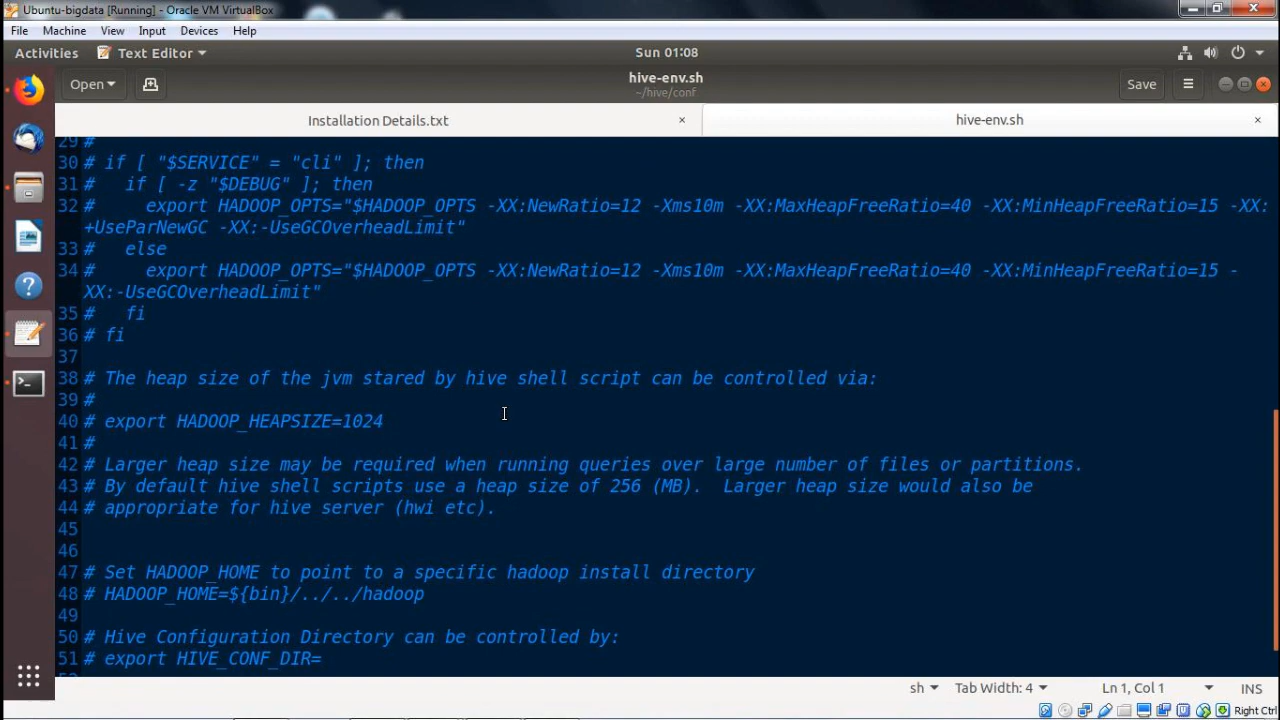 Ubuntu-bigdata [Running] - Oracle VM VirtualBox
File Machine View Input Devices Help
Activities Text Editor Sun 01:08
Open hive-env.sh Save
~/hive/conf
Installation Details.txt × hive-env.sh ×
29 #
30 # if [ "$SERVICE" = "cli" ]; then
31 #   if [ -z "$DEBUG" ]; then
32 #     export HADOOP_OPTS="$HADOOP_OPTS -XX:NewRatio=12 -Xms10m -XX:MaxHeapFreeRatio=40 -XX:MinHeapFreeRatio=15 -XX:
+UseParNewGC -XX:-UseGCOverheadLimit"
33 #   else
34 #     export HADOOP_OPTS="$HADOOP_OPTS -XX:NewRatio=12 -Xms10m -XX:MaxHeapFreeRatio=40 -XX:MinHeapFreeRatio=15 -
XX:-UseGCOverheadLimit"
35 #   fi
36 # fi
37
38 # The heap size of the jvm stared by hive shell script can be controlled via:
39 #
40 # export HADOOP_HEAPSIZE=1024
41 #
42 # Larger heap size may be required when running queries over large number of files or partitions.
43 # By default hive shell scripts use a heap size of 256 (MB).  Larger heap size would also be
44 # appropriate for hive server (hwi etc).
45
46
47 # Set HADOOP_HOME to point to a specific hadoop install directory
48 # HADOOP_HOME=${bin}/../../hadoop
49
50 # Hive Configuration Directory can be controlled by:
51 # export HIVE_CONF_DIR=
sh Tab Width: 4 Ln 1, Col 1 INS
Right Ctrl